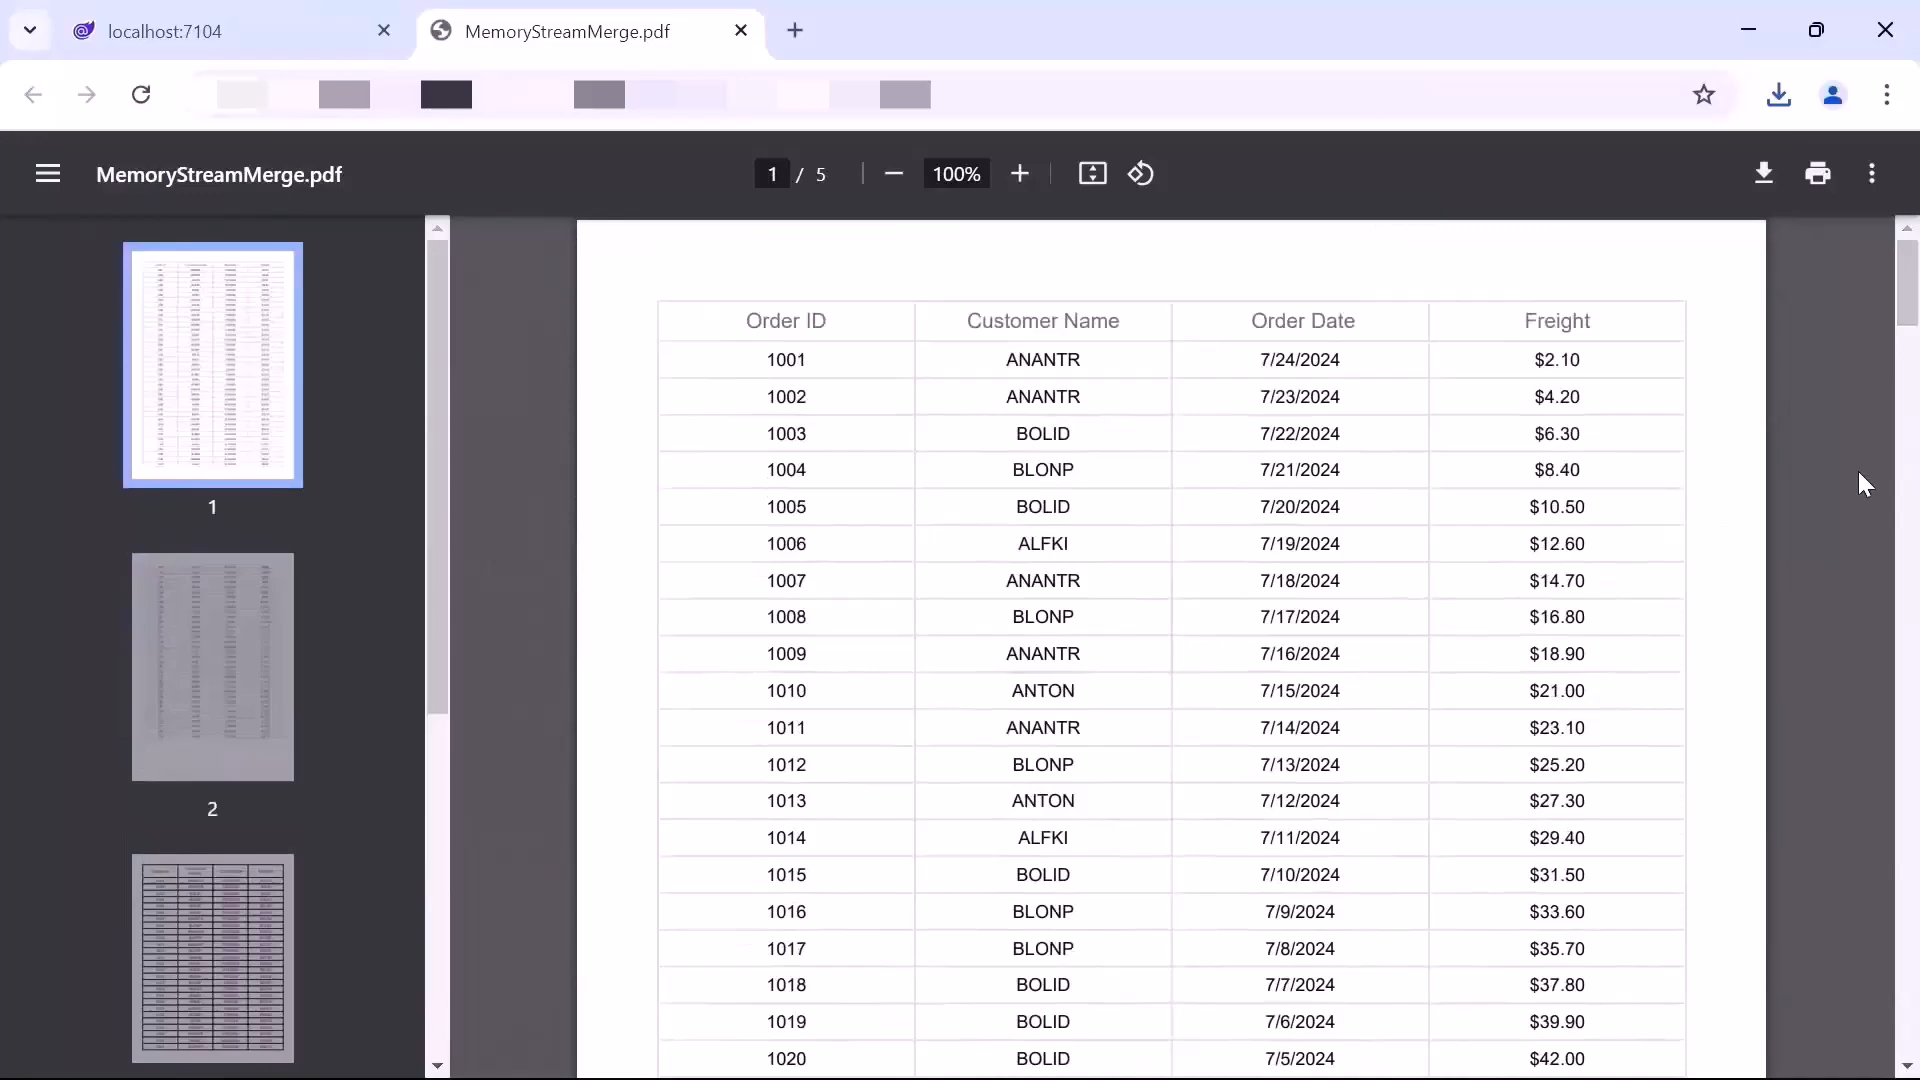 localhost:7104
MemoryStreamMerge.pdf
MemoryStreamMerge.pdf
1 / 5
100%
1
2
Order ID Customer Name Order Date Freight
1001 ANANTR 7/24/2024 $2.10
1002 ANANTR 7/23/2024 $4.20
1003 BOLID 7/22/2024 $6.30
1004 BLONP 7/21/2024 $8.40
1005 BOLID 7/20/2024 $10.50
1006 ALFKI 7/19/2024 $12.60
1007 ANANTR 7/18/2024 $14.70
1008 BLONP 7/17/2024 $16.80
1009 ANANTR 7/16/2024 $18.90
1010 ANTON 7/15/2024 $21.00
1011 ANANTR 7/14/2024 $23.10
1012 BLONP 7/13/2024 $25.20
1013 ANTON 7/12/2024 $27.30
1014 ALFKI 7/11/2024 $29.40
1015 BOLID 7/10/2024 $31.50
1016 BLONP 7/9/2024 $33.60
1017 BLONP 7/8/2024 $35.70
1018 BOLID 7/7/2024 $37.80
1019 BOLID 7/6/2024 $39.90
1020 BOLID 7/5/2024 $42.00